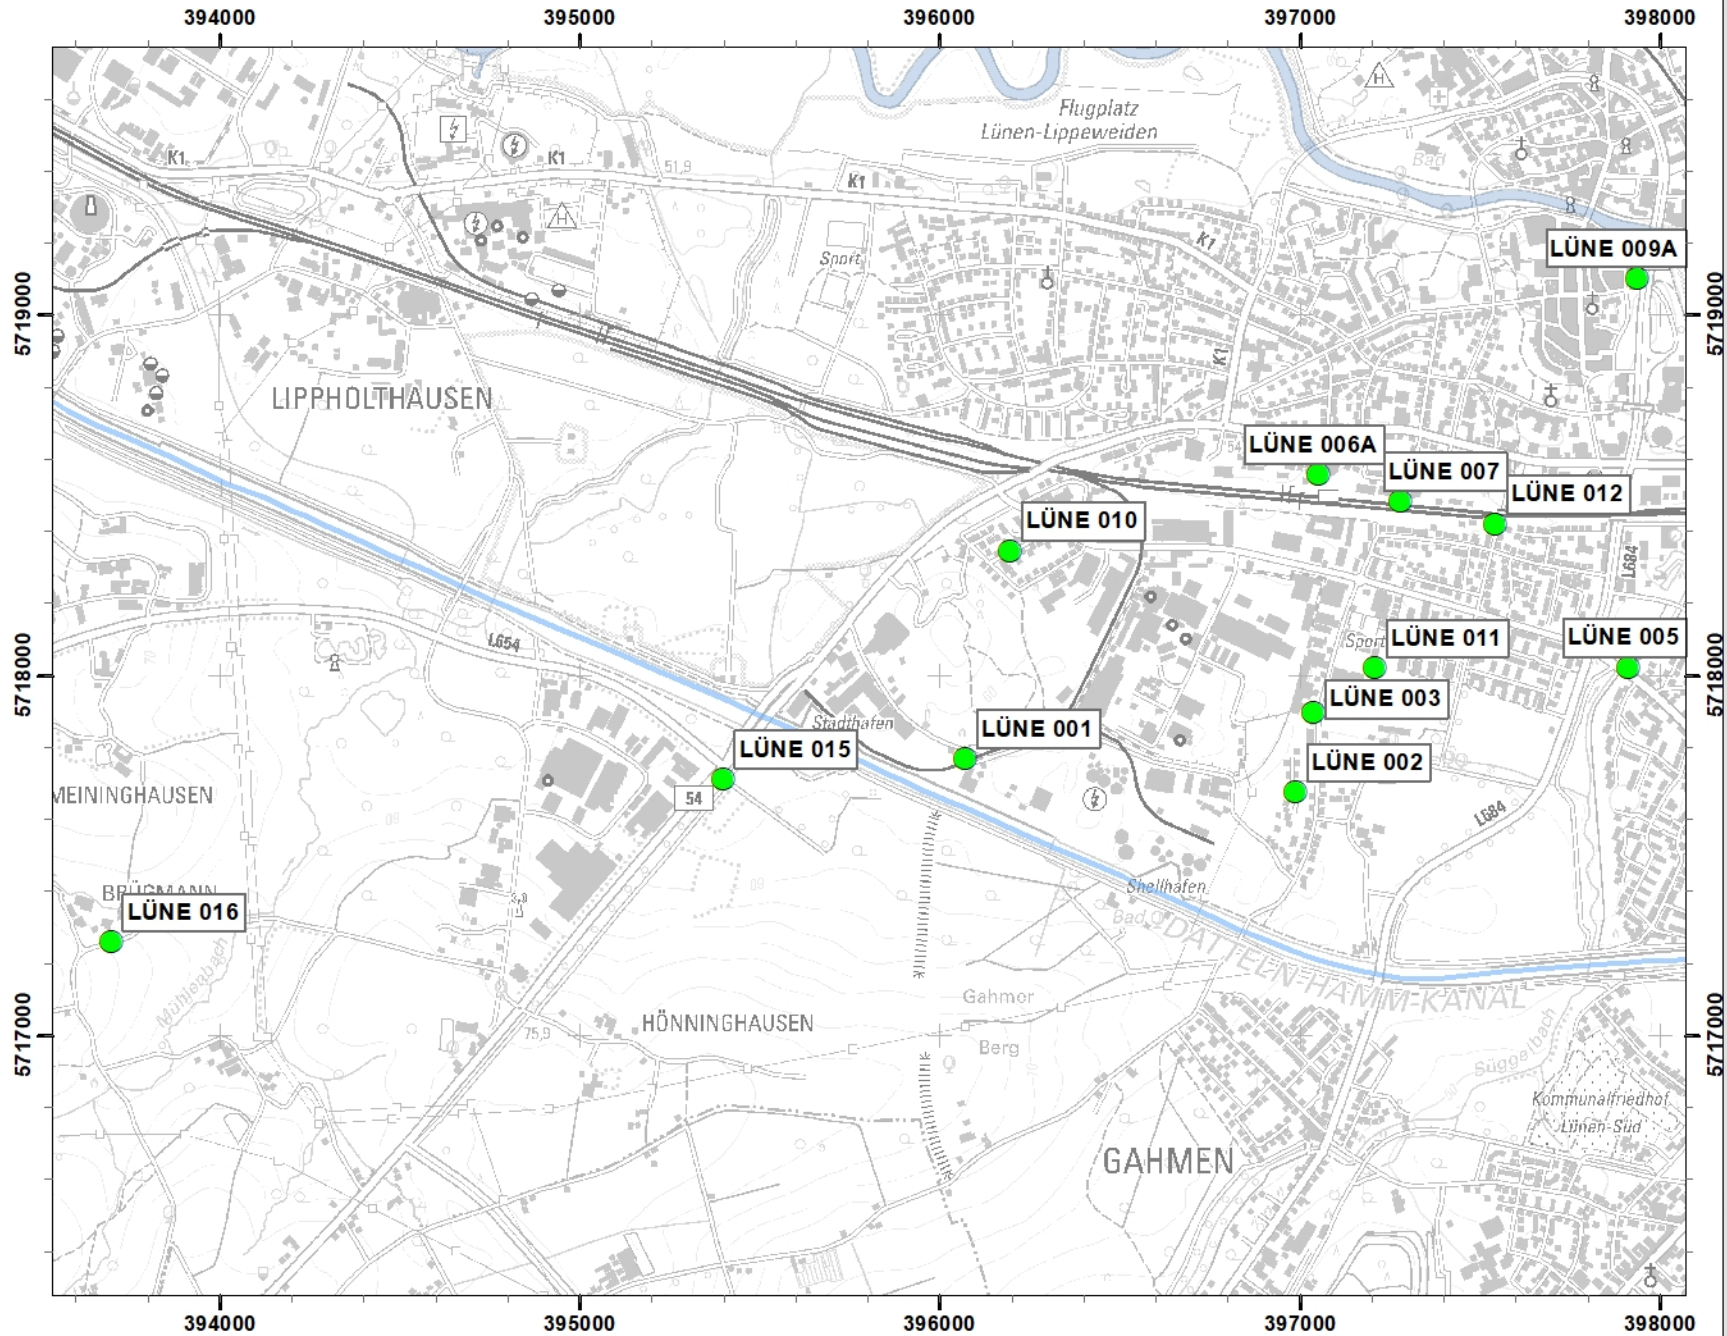 394000
395000
396000
397000
398000
Flugplatz
Lünen-Lippeweiden
Bad
K1
K1
51,9
K1
K1
LÜNE 009A
Sport
5719000
5719000
K1
LIPPHOLTHAUSEN
LÜNE 006A
54
LÜNE 007
LÜNE 012
LÜNE 010
L684
L654
Sport
LÜNE 011
LÜNE 005
5718000
5718000
LÜNE 003
Stadthafen
LÜNE 001
LÜNE 015
LÜNE 002
MEININGHAUSEN
54
L684
BRÜGMANN
LÜNE 016
Shellhafen
Bad
DATTELN-HAMM-KANAL
Mühlenbach
Gahmer
Berg
HÖNNINGHAUSEN
75,9
5717000
5717000
Süggelbach
Kommunalfriedhof
Lünen-Süd
GAHMEN
394000
395000
396000
397000
398000